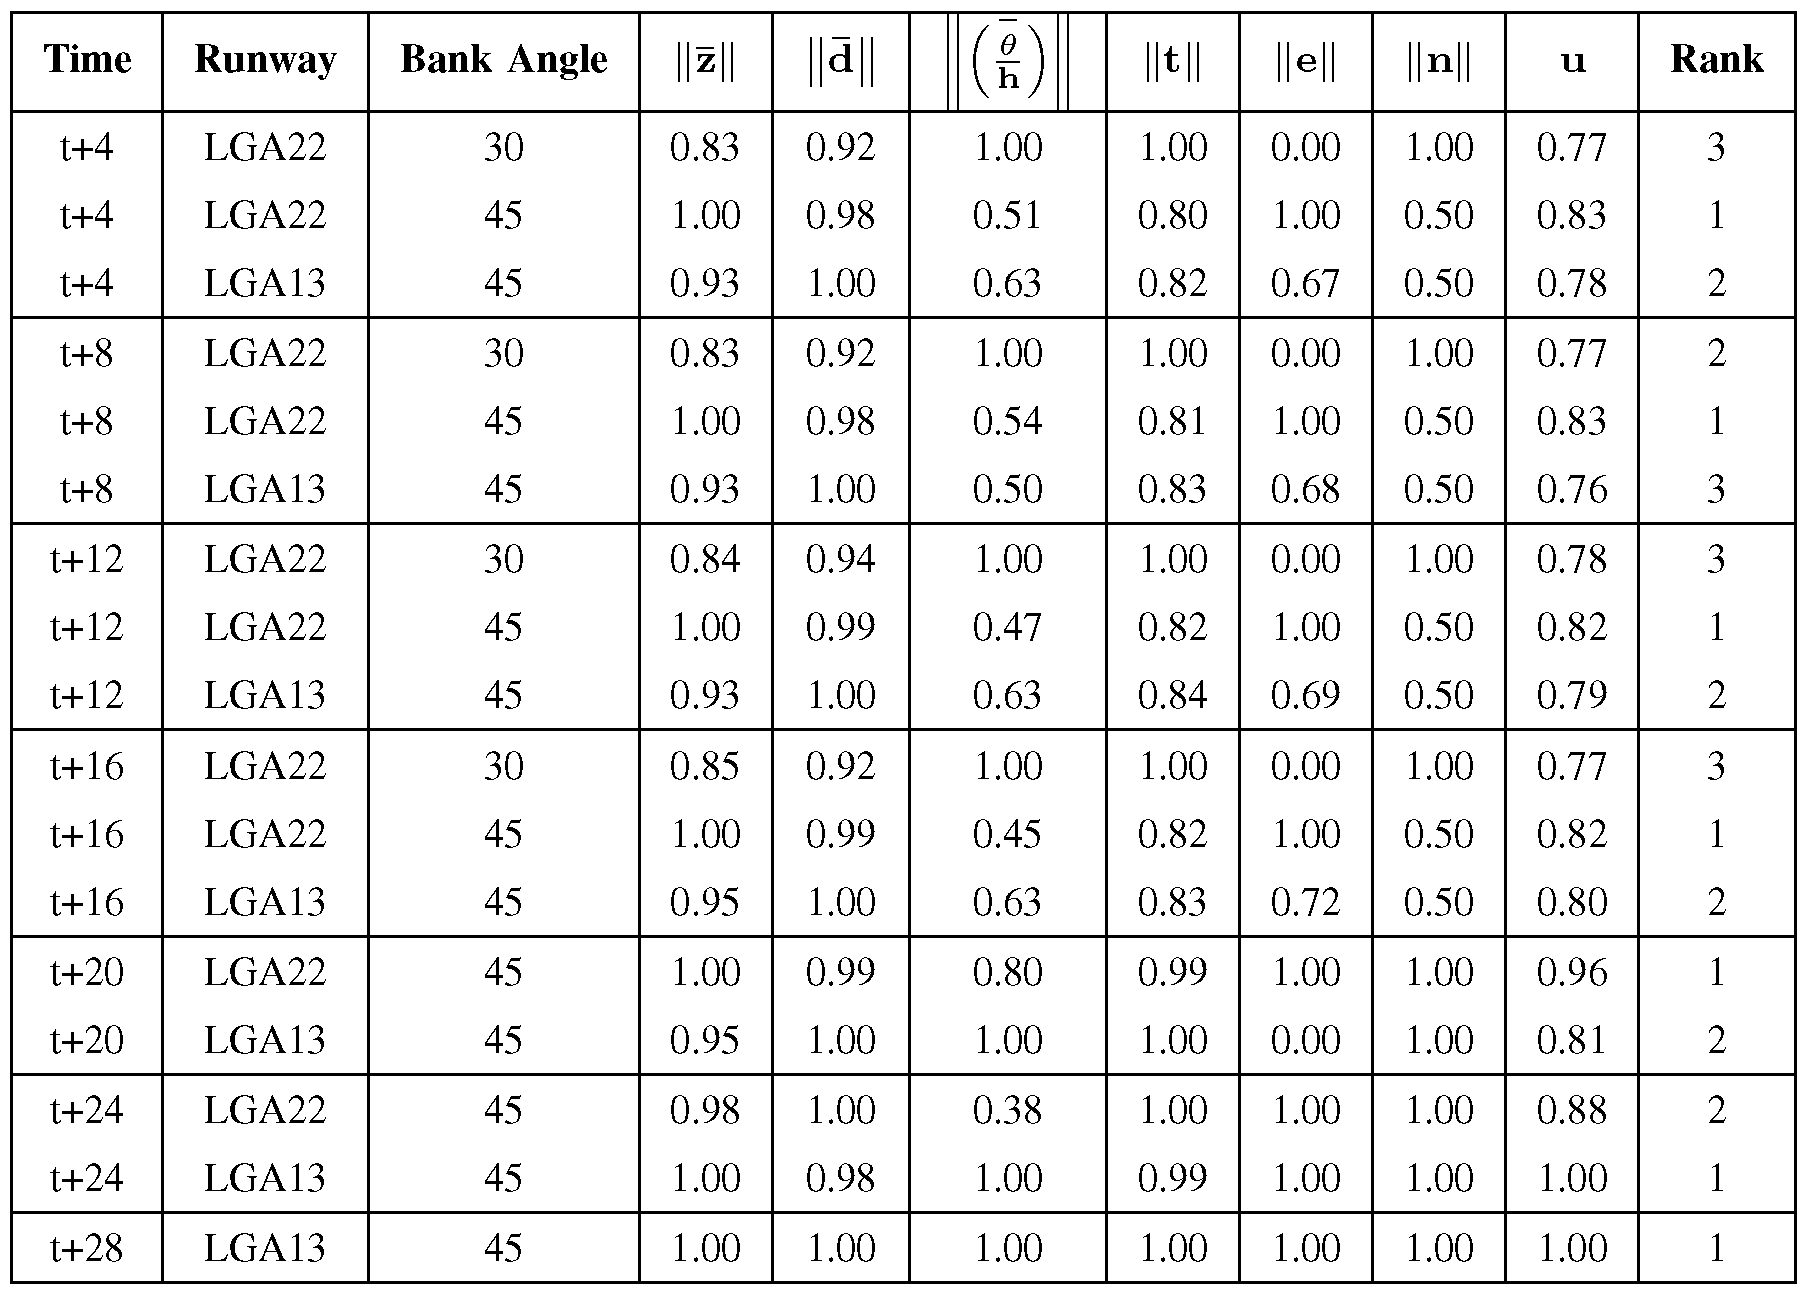 Time Runway Bank Angle ‖z̄‖ ‖d̄‖ ‖(θ̄/h)‖ ‖t‖ ‖e‖ ‖n‖ u Rank
t+4 LGA22 30 0.83 0.92 1.00 1.00 0.00 1.00 0.77 3
t+4 LGA22 45 1.00 0.98 0.51 0.80 1.00 0.50 0.83 1
t+4 LGA13 45 0.93 1.00 0.63 0.82 0.67 0.50 0.78 2
t+8 LGA22 30 0.83 0.92 1.00 1.00 0.00 1.00 0.77 2
t+8 LGA22 45 1.00 0.98 0.54 0.81 1.00 0.50 0.83 1
t+8 LGA13 45 0.93 1.00 0.50 0.83 0.68 0.50 0.76 3
t+12 LGA22 30 0.84 0.94 1.00 1.00 0.00 1.00 0.78 3
t+12 LGA22 45 1.00 0.99 0.47 0.82 1.00 0.50 0.82 1
t+12 LGA13 45 0.93 1.00 0.63 0.84 0.69 0.50 0.79 2
t+16 LGA22 30 0.85 0.92 1.00 1.00 0.00 1.00 0.77 3
t+16 LGA22 45 1.00 0.99 0.45 0.82 1.00 0.50 0.82 1
t+16 LGA13 45 0.95 1.00 0.63 0.83 0.72 0.50 0.80 2
t+20 LGA22 45 1.00 0.99 0.80 0.99 1.00 1.00 0.96 1
t+20 LGA13 45 0.95 1.00 1.00 1.00 0.00 1.00 0.81 2
t+24 LGA22 45 0.98 1.00 0.38 1.00 1.00 1.00 0.88 2
t+24 LGA13 45 1.00 0.98 1.00 0.99 1.00 1.00 1.00 1
t+28 LGA13 45 1.00 1.00 1.00 1.00 1.00 1.00 1.00 1